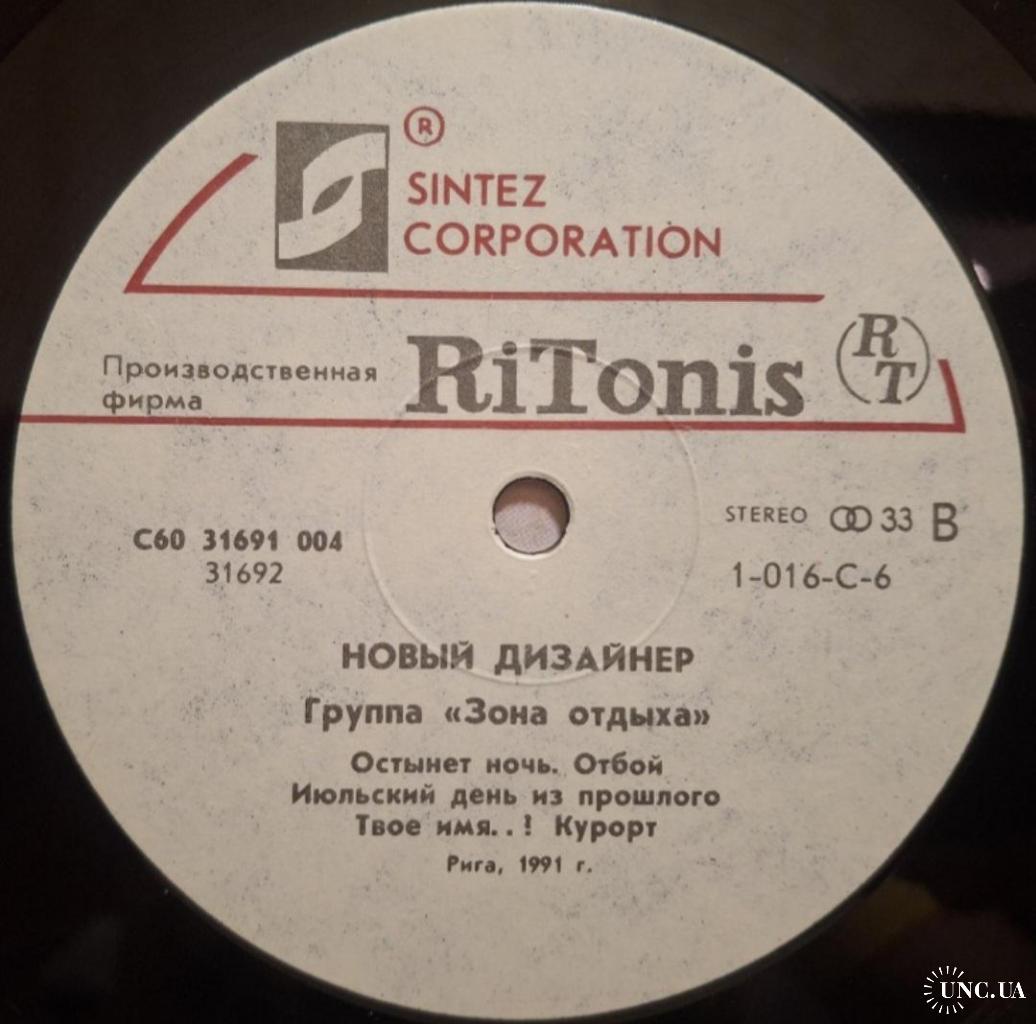 ®
SINTEZ
CORPORATION
Производственная
фирма
RiTonis
RT
С60 31691 004
31692
STEREO 33 B
1-016-C-6
НОВЫЙ ДИЗАЙНЕР
Группа «Зона отдыха»
Остынет ночь. Отбой
Июльский день из прошлого
Твое имя..! Курорт
Рига, 1991 г.
UNC.UA